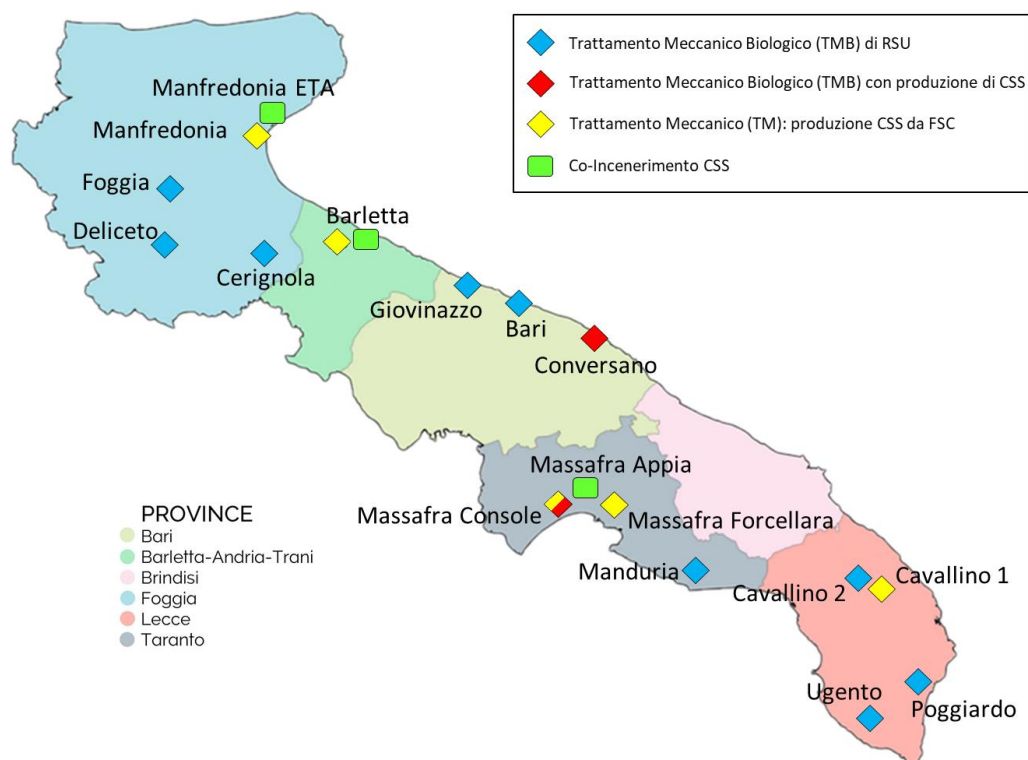 Trattamento Meccanico Biologico (TMB) di RSU
Trattamento Meccanico Biologico (TMB) con produzione di CSS
Trattamento Meccanico (TM): produzione CSS da FSC
Co-Incenerimento CSS
Manfredonia ETA
Manfredonia
Foggia
Deliceto
Cerignola
Barletta
Giovinazzo
Bari
Conversano
Massafra Appia
Massafra Console
Massafra Forcellara
Manduria
Cavallino 1
Cavallino 2
Ugento
Poggiardo
PROVINCE
Bari
Barletta-Andria-Trani
Brindisi
Foggia
Lecce
Taranto